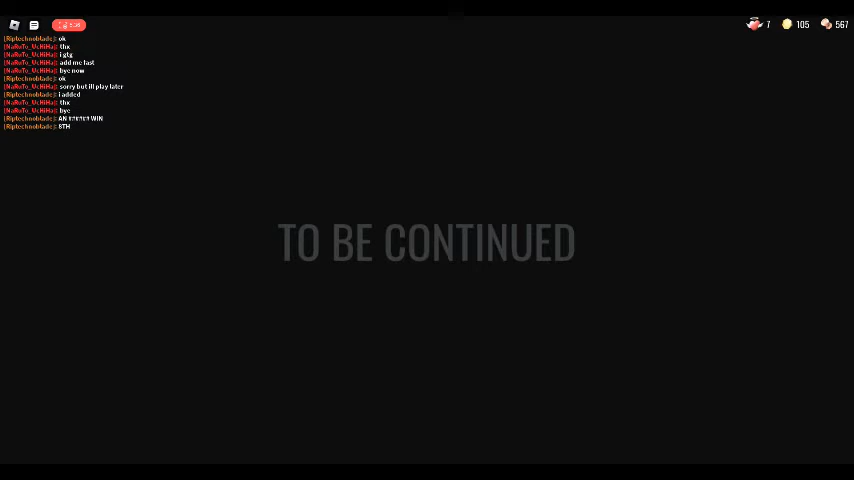 7
105
567
[Riptechnoblade]: ok
[NaRuTo_UcHiHa]: thx
[NaRuTo_UcHiHa]: i gtg
[NaRuTo_UcHiHa]: add me fast
[NaRuTo_UcHiHa]: bye now
[Riptechnoblade]: ok
[NaRuTo_UcHiHa]: sorry but ill play later
[Riptechnoblade]: i added
[NaRuTo_UcHiHa]: thx
[NaRuTo_UcHiHa]: bye
[Riptechnoblade]: AN ###### WIN
[Riptechnoblade]: 8TH
TO BE CONTINUED